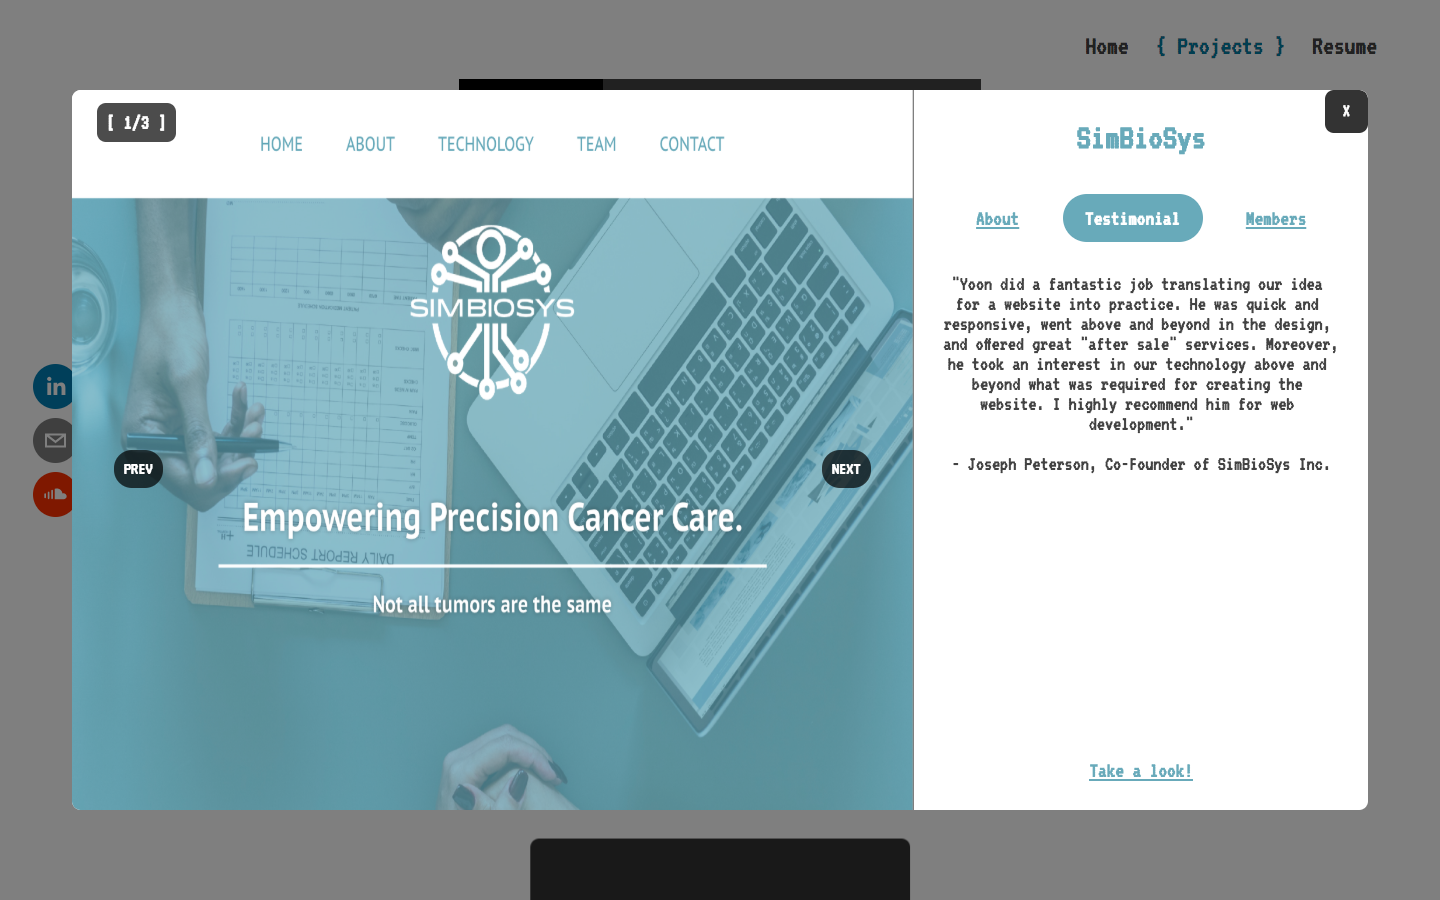 Home
{ Projects }
Resume
[ 1/3 ]
HOME
ABOUT
TECHNOLOGY
TEAM
CONTACT
SIMBIOSYS
PREV
NEXT
Empowering Precision Cancer Care.
DAILY REPORT SCHEDULE
Not all tumors are the same
X
SimBioSys
About
Testimonial
Members
"Yoon did a fantastic job translating our idea
for a website into practice. He was quick and
responsive, went above and beyond in the design,
and offered great "after sale" services. Moreover,
he took an interest in our technology above and
beyond what was required for creating the
website. I highly recommend him for web
development."
- Joseph Peterson, Co-Founder of SimBioSys Inc.
Take a look!
in